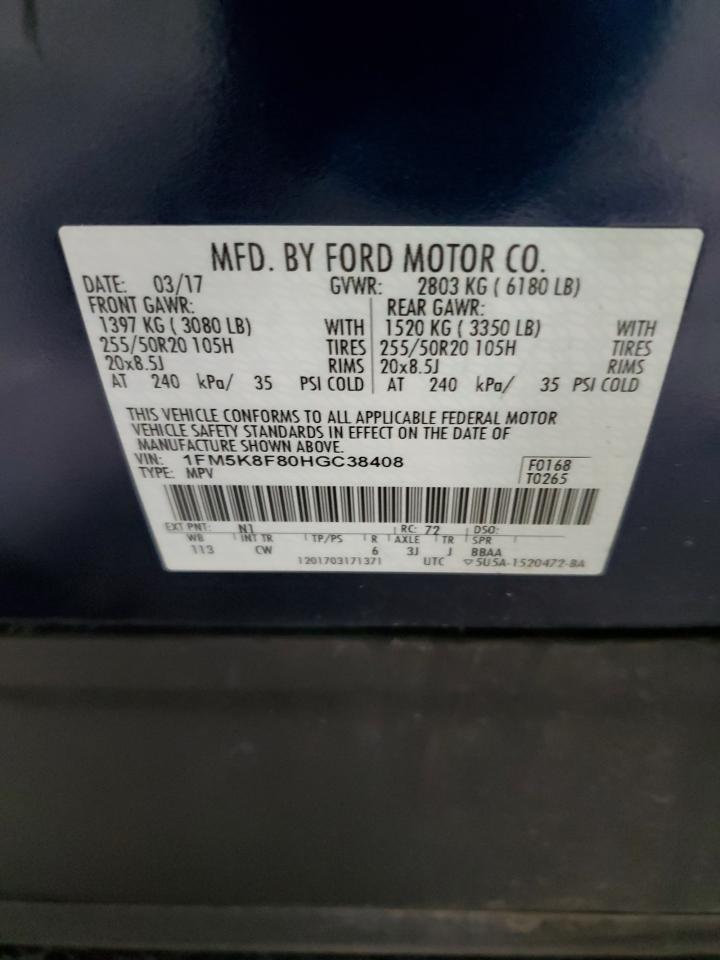 MFD. BY FORD MOTOR CO.
DATE: 03/17 GVWR: 2803 KG ( 6180 LB)
FRONT GAWR: REAR GAWR:
1397 KG ( 3080 LB) WITH 1520 KG ( 3350 LB) WITH
255/50R20 105H TIRES 255/50R20 105H TIRES
20x8.5J RIMS 20x8.5J RIMS
AT 240 kPa/ 35 PSI COLD AT 240 kPa/ 35 PSI COLD
THIS VEHICLE CONFORMS TO ALL APPLICABLE FEDERAL MOTOR
VEHICLE SAFETY STANDARDS IN EFFECT ON THE DATE OF
MANUFACTURE SHOWN ABOVE.
VIN: 1FM5K8F80HGC38408 F0168
TYPE: MPV T0265
EXT PNT: N1 RC: 72 DSO:
WB INT TR TP/PS R AXLE TR SPR
113 CW 6 3J J BBAA
1201703171371 UTC ▽5U5A-1520472-BA